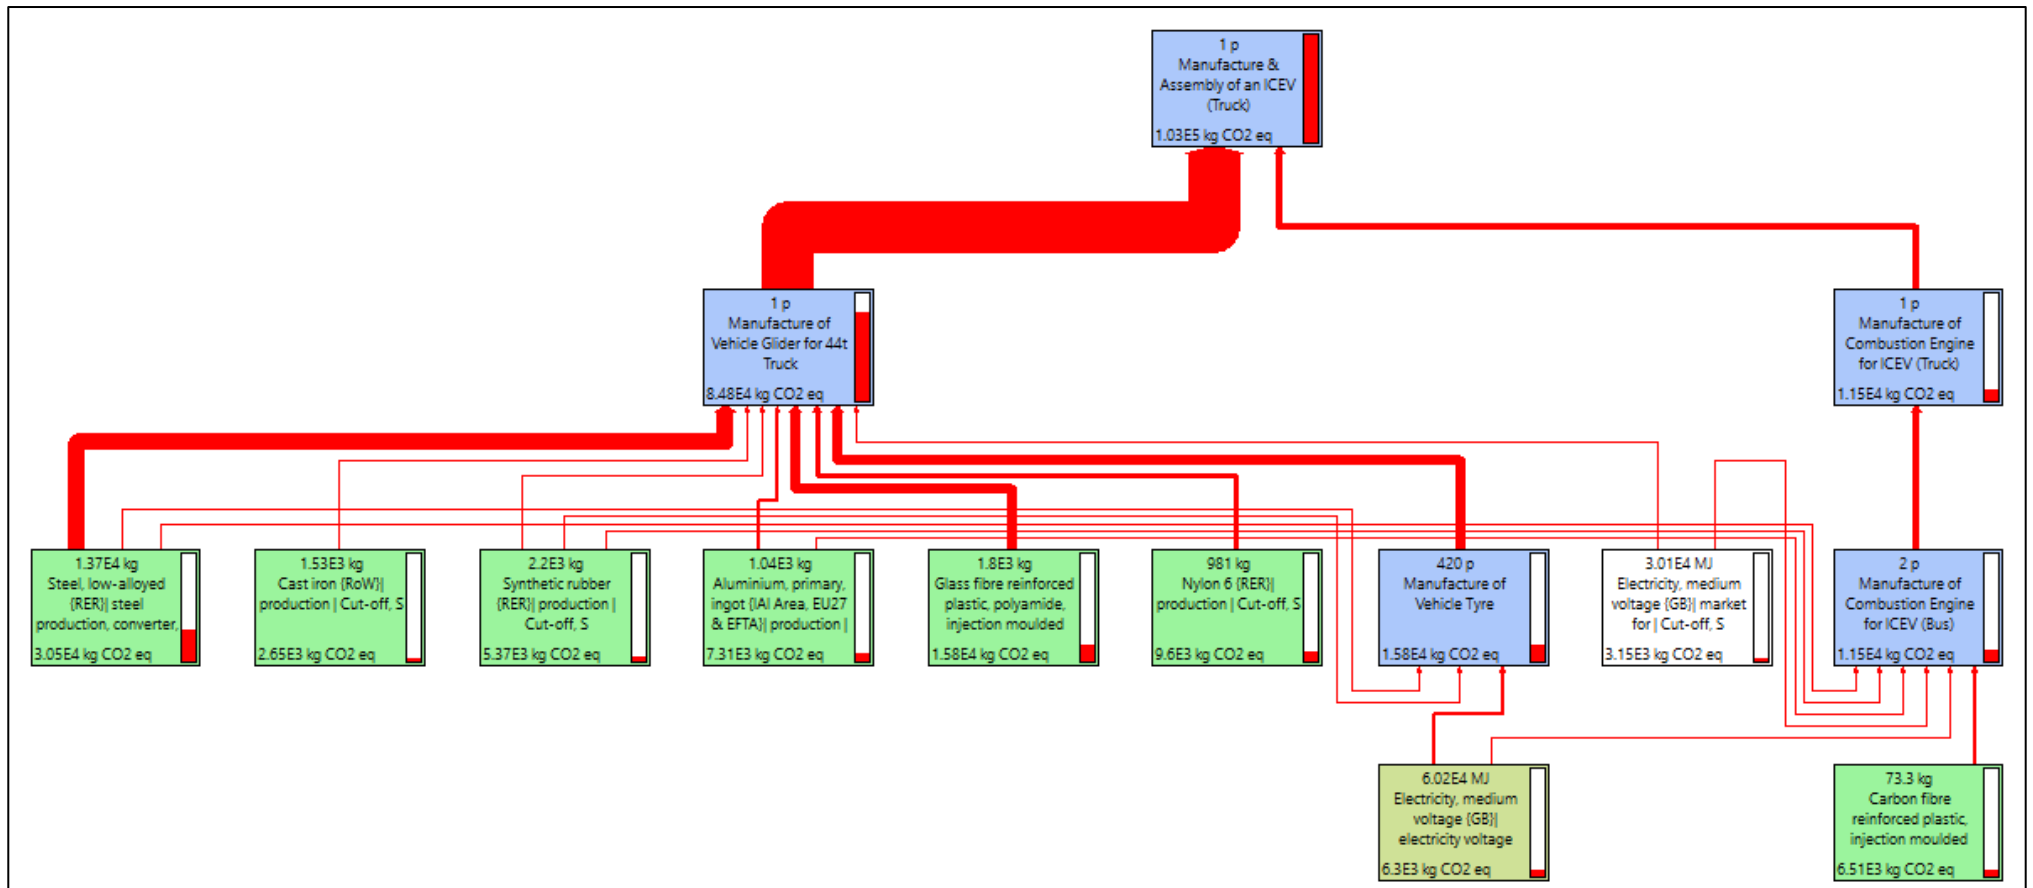 1 p
Manufacture &
Assembly of an ICEV
(Truck)
1.03E5 kg CO2 eq
1 p
Manufacture of
Vehicle Glider for 44t
Truck
8.48E4 kg CO2 eq
1 p
Manufacture of
Combustion Engine
for ICEV (Truck)
1.15E4 kg CO2 eq
1.37E4 kg
Steel, low-alloyed
{RER}| steel
production, converter,
3.05E4 kg CO2 eq
1.53E3 kg
Cast iron {RoW}|
production | Cut-off, S
2.65E3 kg CO2 eq
2.2E3 kg
Synthetic rubber
{RER}| production |
Cut-off, S
5.37E3 kg CO2 eq
1.04E3 kg
Aluminium, primary,
ingot {IAI Area, EU27
& EFTA}| production |
7.31E3 kg CO2 eq
1.8E3 kg
Glass fibre reinforced
plastic, polyamide,
injection moulded
1.58E4 kg CO2 eq
981 kg
Nylon 6 {RER}|
production | Cut-off, S
9.6E3 kg CO2 eq
420 p
Manufacture of
Vehicle Tyre
1.58E4 kg CO2 eq
3.01E4 MJ
Electricity, medium
voltage {GB}| market
for | Cut-off, S
3.15E3 kg CO2 eq
2 p
Manufacture of
Combustion Engine
for ICEV (Bus)
1.15E4 kg CO2 eq
6.02E4 MJ
Electricity, medium
voltage {GB}|
electricity voltage
6.3E3 kg CO2 eq
73.3 kg
Carbon fibre
reinforced plastic,
injection moulded
6.51E3 kg CO2 eq